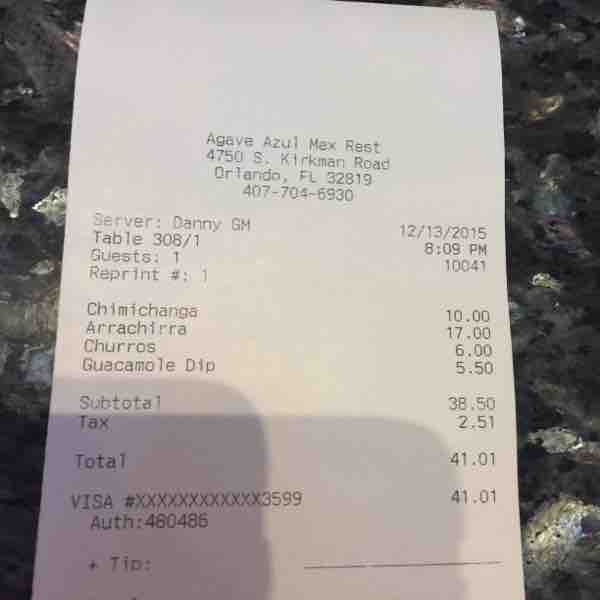 Agave Azul Mex Rest
4750 S. Kirkman Road
Orlando, FL 32819
407-704-6930
Server: Danny GM 12/13/2015
Table 308/1 8:09 PM
Guests: 1 10041
Reprint #: 1
Chimichanga 10.00
Arrachirra 17.00
Churros 6.00
Guacamole Dip 5.50
Subtotal 38.50
Tax 2.51
Total 41.01
VISA #XXXXXXXXXXXX3599 41.01
Auth:480486
+ Tip: